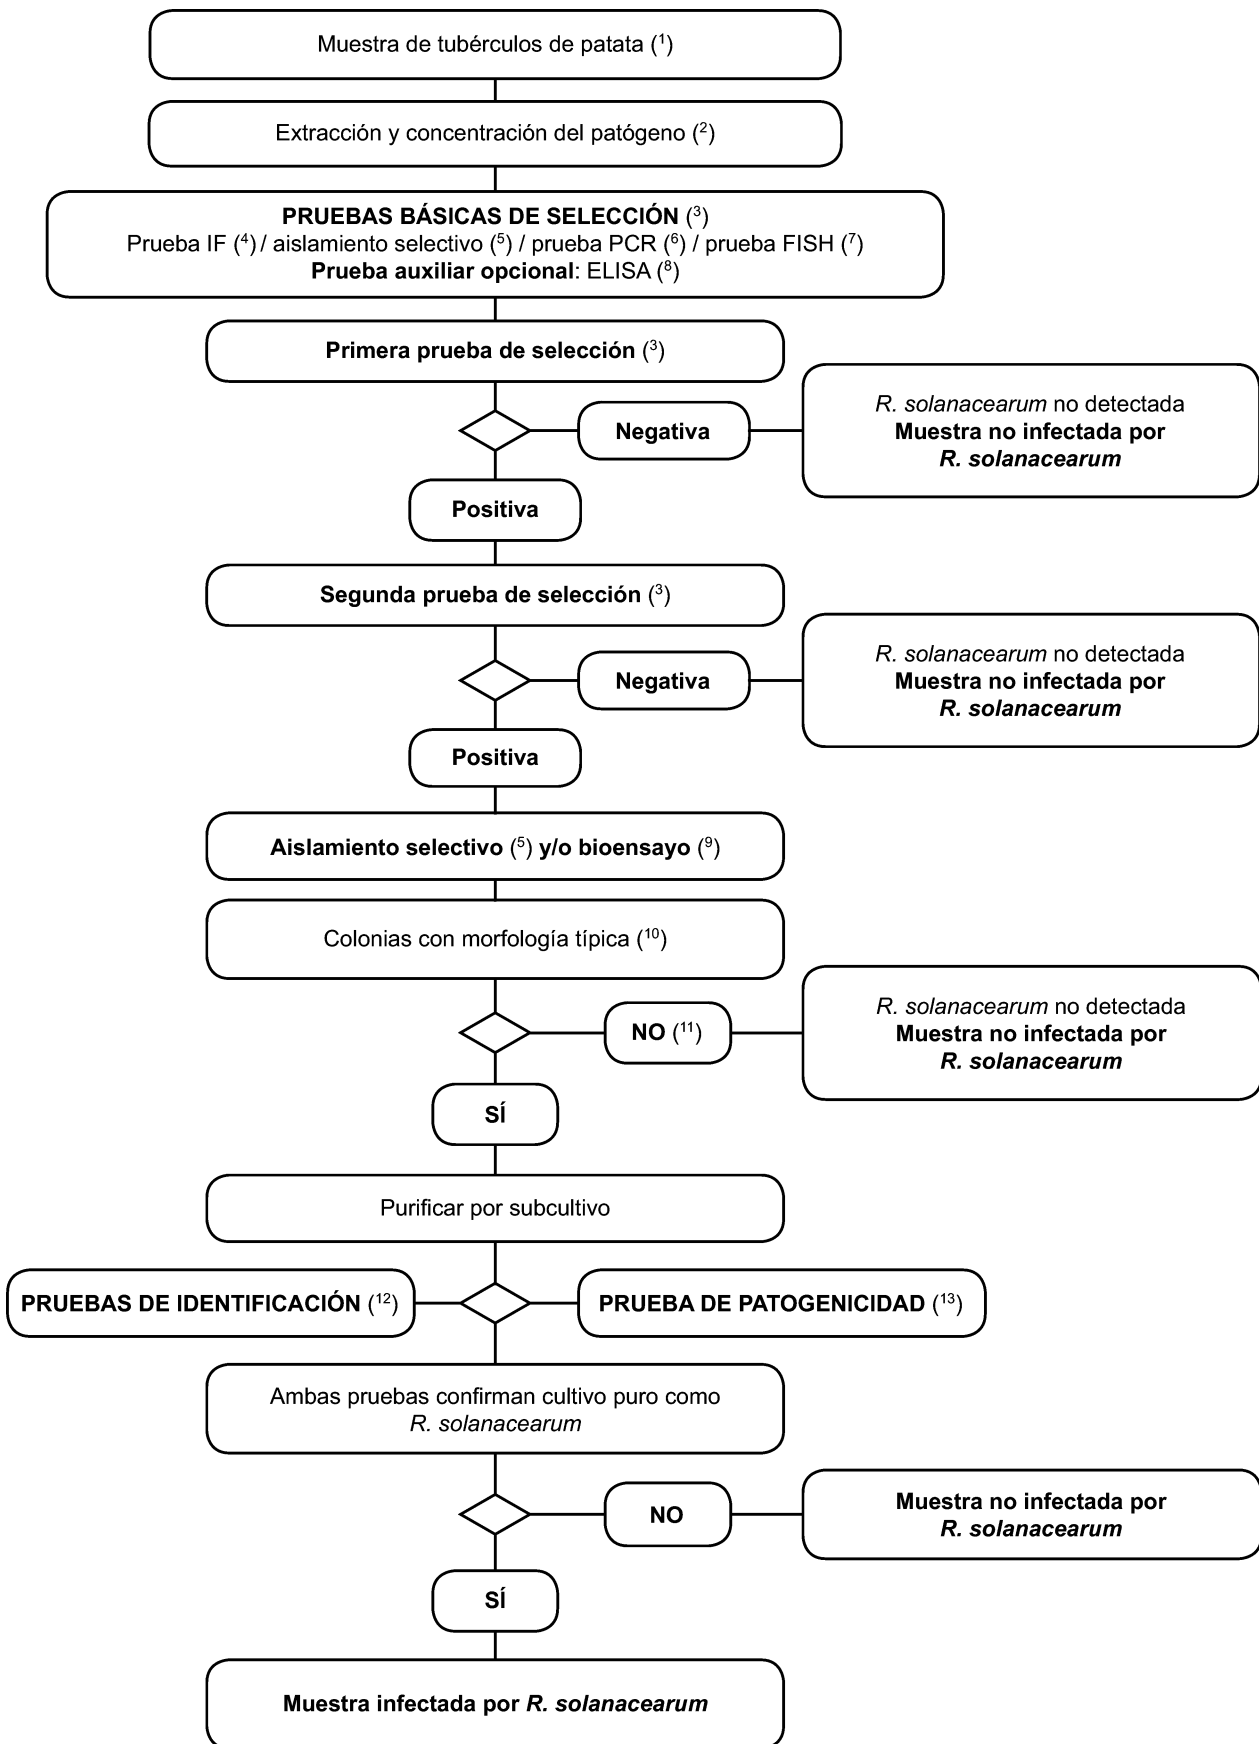 Muestra de tubérculos de patata (¹)
Extracción y concentración del patógeno (²)
PRUEBAS BÁSICAS DE SELECCIÓN (³)
Prueba IF (⁴) / aislamiento selectivo (⁵) / prueba PCR (⁶) / prueba FISH (⁷)
Prueba auxiliar opcional: ELISA (⁸)
Primera prueba de selección (³)
Negativa
R. solanacearum no detectada
Muestra no infectada por
R. solanacearum
Positiva
Segunda prueba de selección (³)
Negativa
R. solanacearum no detectada
Muestra no infectada por
R. solanacearum
Positiva
Aislamiento selectivo (⁵) y/o bioensayo (⁹)
Colonias con morfología típica (¹⁰)
NO (¹¹)
R. solanacearum no detectada
Muestra no infectada por
R. solanacearum
SÍ
Purificar por subcultivo
PRUEBAS DE IDENTIFICACIÓN (¹²)
PRUEBA DE PATOGENICIDAD (¹³)
Ambas pruebas confirman cultivo puro como
R. solanacearum
NO
Muestra no infectada por
R. solanacearum
SÍ
Muestra infectada por R. solanacearum